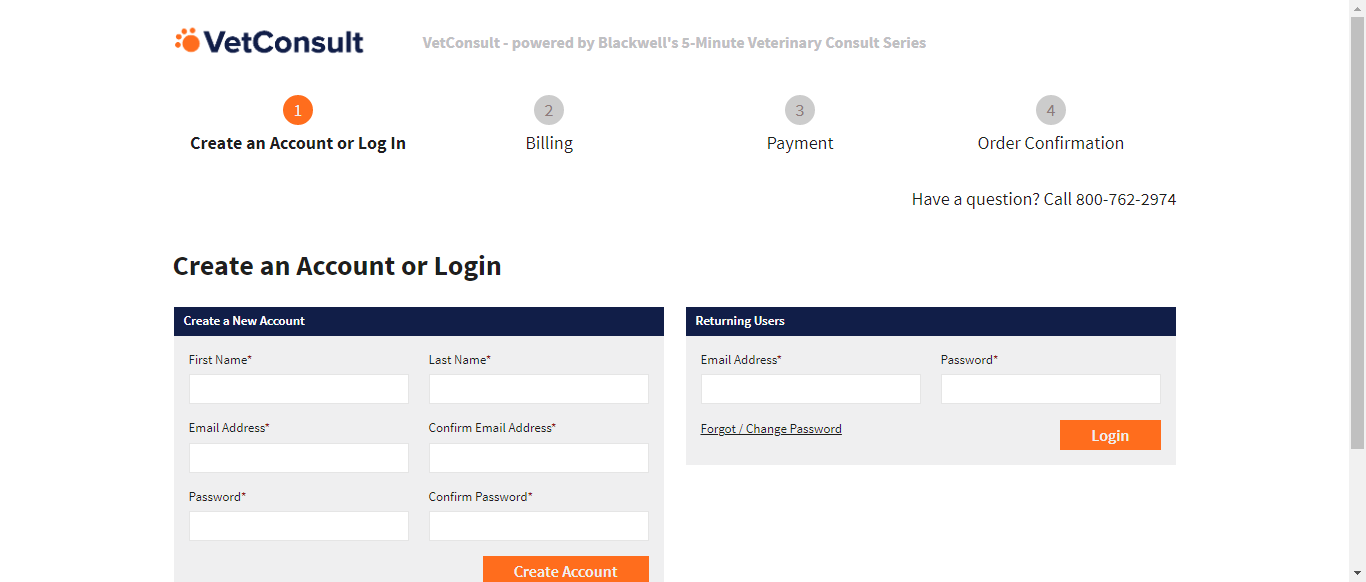 VetConsult
VetConsult - powered by Blackwell's 5-Minute Veterinary Consult Series
1
Create an Account or Log In
2
Billing
3
Payment
4
Order Confirmation
Have a question? Call 800-762-2974
Create an Account or Login
Create a New Account
First Name*
Last Name*
Email Address*
Confirm Email Address*
Password*
Confirm Password*
Create Account
Returning Users
Email Address*
Password*
Forgot / Change Password
Login